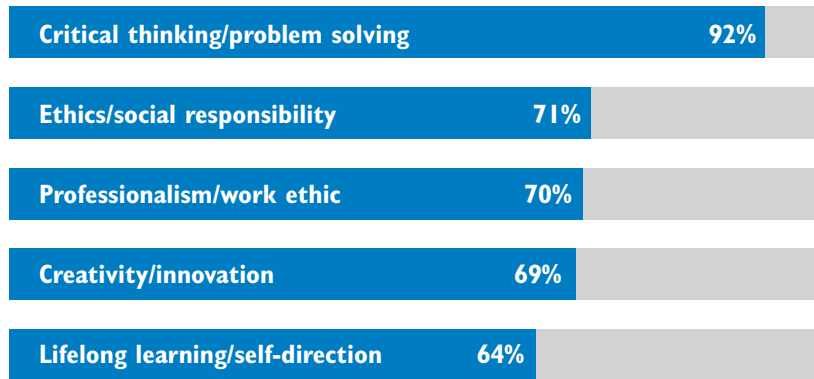 Critical thinking/problem solving 92%
Ethics/social responsibility 71%
Professionalism/work ethic 70%
Creativity/innovation 69%
Lifelong learning/self-direction 64%